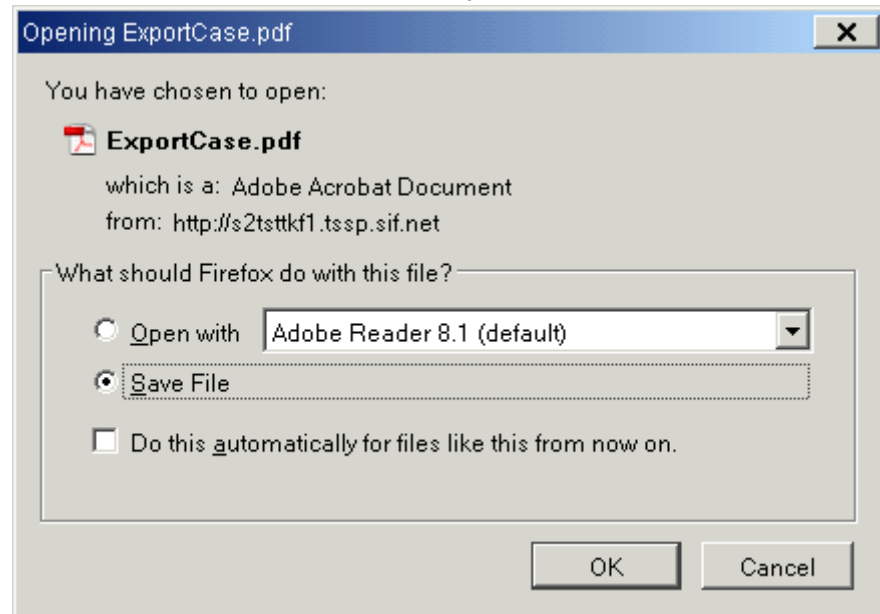 Opening ExportCase.pdf
You have chosen to open:
ExportCase.pdf
which is a: Adobe Acrobat Document
from: http://s2tsttkf1.tssp.sif.net
What should Firefox do with this file?
Open with Adobe Reader 8.1 (default)
Save File
Do this automatically for files like this from now on.
OK Cancel